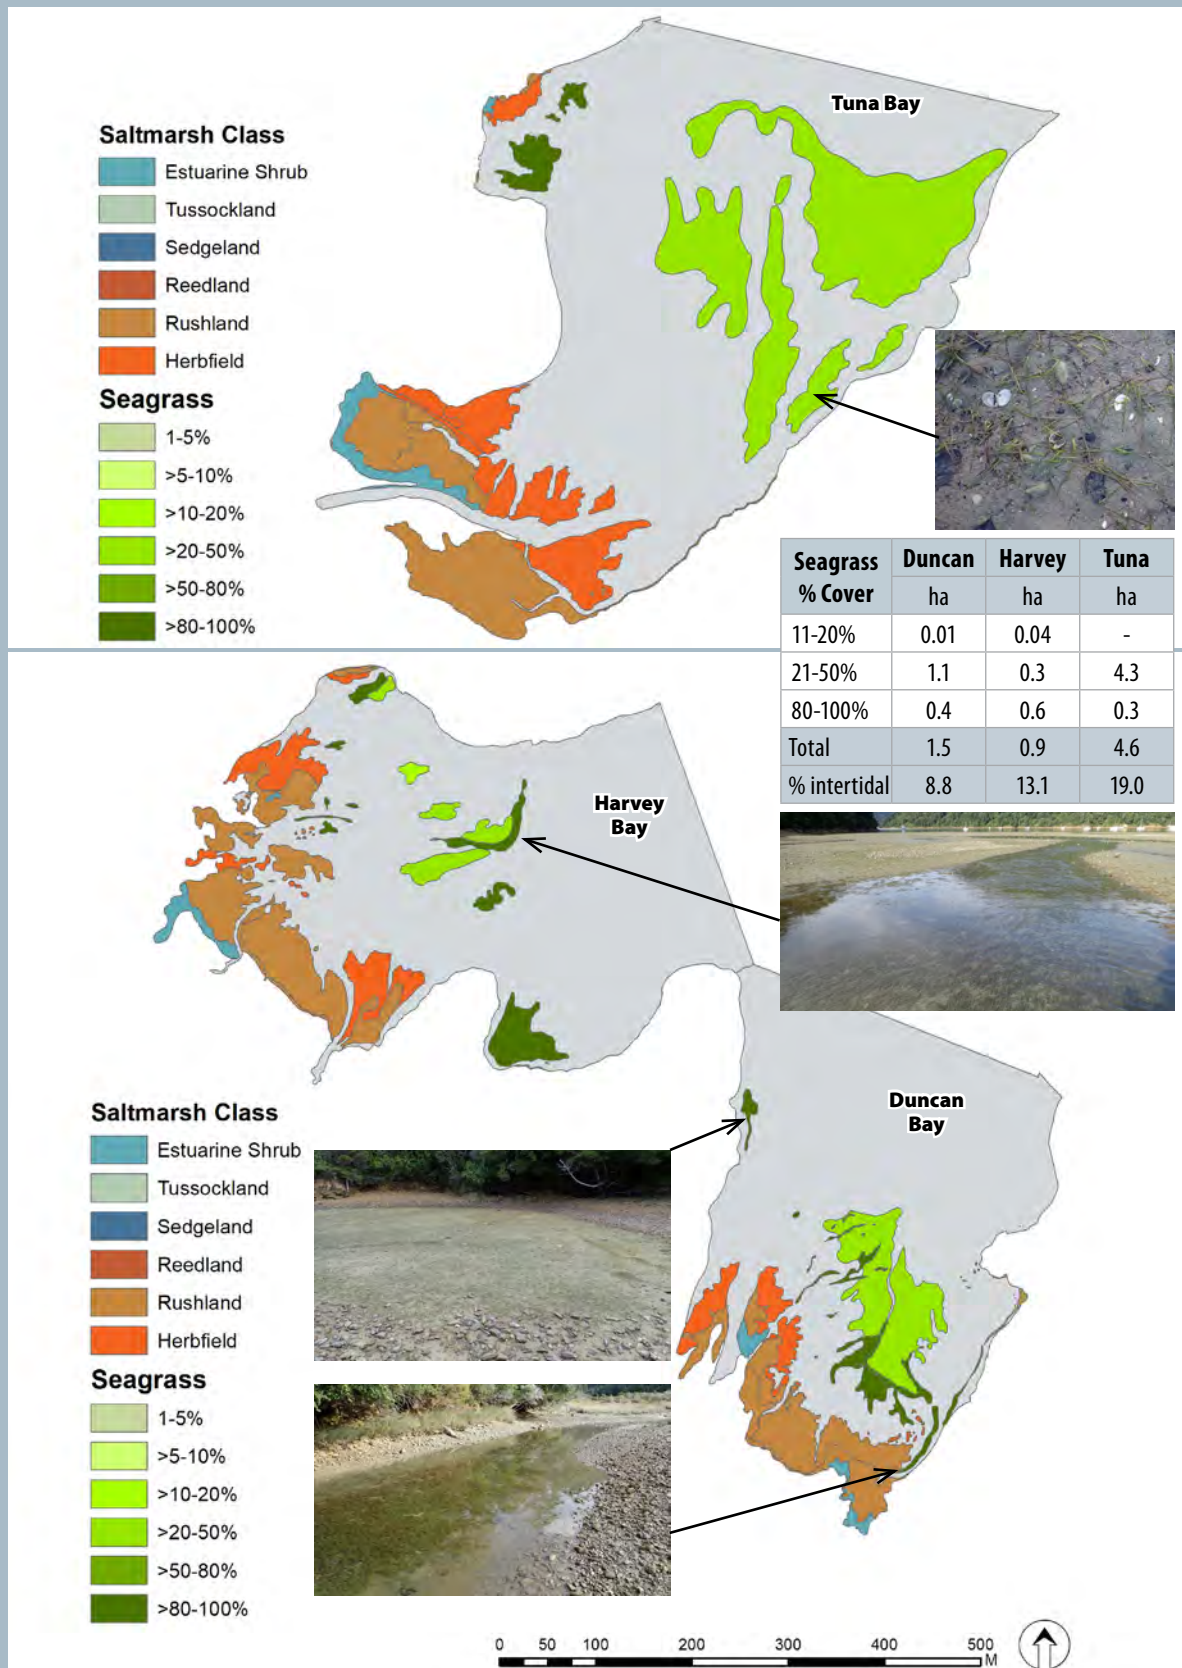 Tuna Bay
Saltmarsh Class
Estuarine Shrub
Tussockland
Sedgeland
Reedland
Rushland
Herbfield
Seagrass
1-5%
>5-10%
>10-20%
>20-50%
>50-80%
>80-100%
Seagrass % Cover Duncan Harvey Tuna
ha ha ha
11-20% 0.01 0.04 -
21-50% 1.1 0.3 4.3
80-100% 0.4 0.6 0.3
Total 1.5 0.9 4.6
% intertidal 8.8 13.1 19.0
Harvey
Bay
Duncan
Bay
Saltmarsh Class
Estuarine Shrub
Tussockland
Sedgeland
Reedland
Rushland
Herbfield
Seagrass
1-5%
>5-10%
>10-20%
>20-50%
>50-80%
>80-100%
0 50 100 200 300 400 500
M